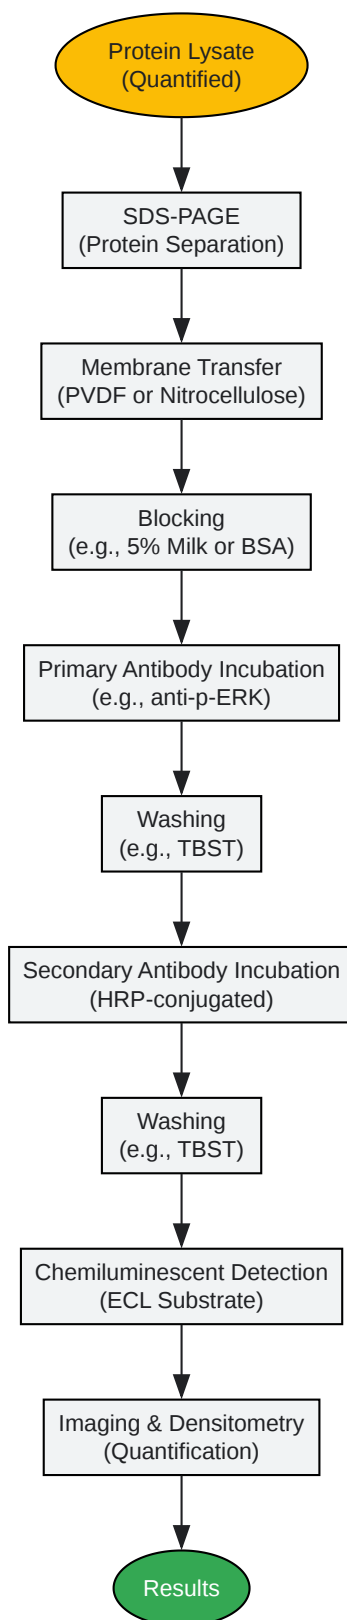 Protein Lysate
(Quantified)
SDS-PAGE
(Protein Separation)
Membrane Transfer
(PVDF or Nitrocellulose)
Blocking
(e.g., 5% Milk or BSA)
Primary Antibody Incubation
(e.g., anti-p-ERK)
Washing
(e.g., TBST)
Secondary Antibody Incubation
(HRP-conjugated)
Washing
(e.g., TBST)
Chemiluminescent Detection
(ECL Substrate)
Imaging & Densitometry
(Quantification)
Results